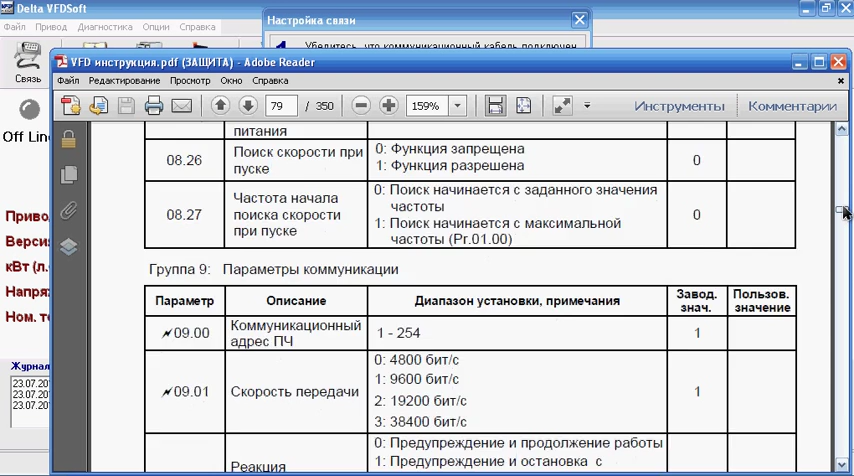 Delta VFDSoft
Файл Привод Диагностика Опции Справка
Настройка связи
Убедитесь, что коммуникационный кабель подключен
Связь
Off Line
Приво
Версия
кВт (л.
Напря
Ном. т
Журнал
23.07.20
23.07.20
23.07.20
VFD инструкция.pdf (ЗАЩИТА) - Adobe Reader
Файл Редактирование Просмотр Окно Справка
79 / 350 159% Инструменты Комментарии
питания
08.26 Поиск скорости при пуске 0: Функция запрещена 0
1: Функция разрешена
08.27 Частота начала поиска скорости при пуске 0: Поиск начинается с заданного значения частоты 0
1: Поиск начинается с максимальной частоты (Pr.01.00)
Группа 9: Параметры коммуникации
Параметр Описание Диапазон установки, примечания Завод. знач. Пользов. значение
09.00 Коммуникационный адрес ПЧ 1 - 254 1
09.01 Скорость передачи 0: 4800 бит/с 1
1: 9600 бит/с
2: 19200 бит/с
3: 38400 бит/с
Реакция 0: Предупреждение и продолжение работы
1: Предупреждение и остановка с